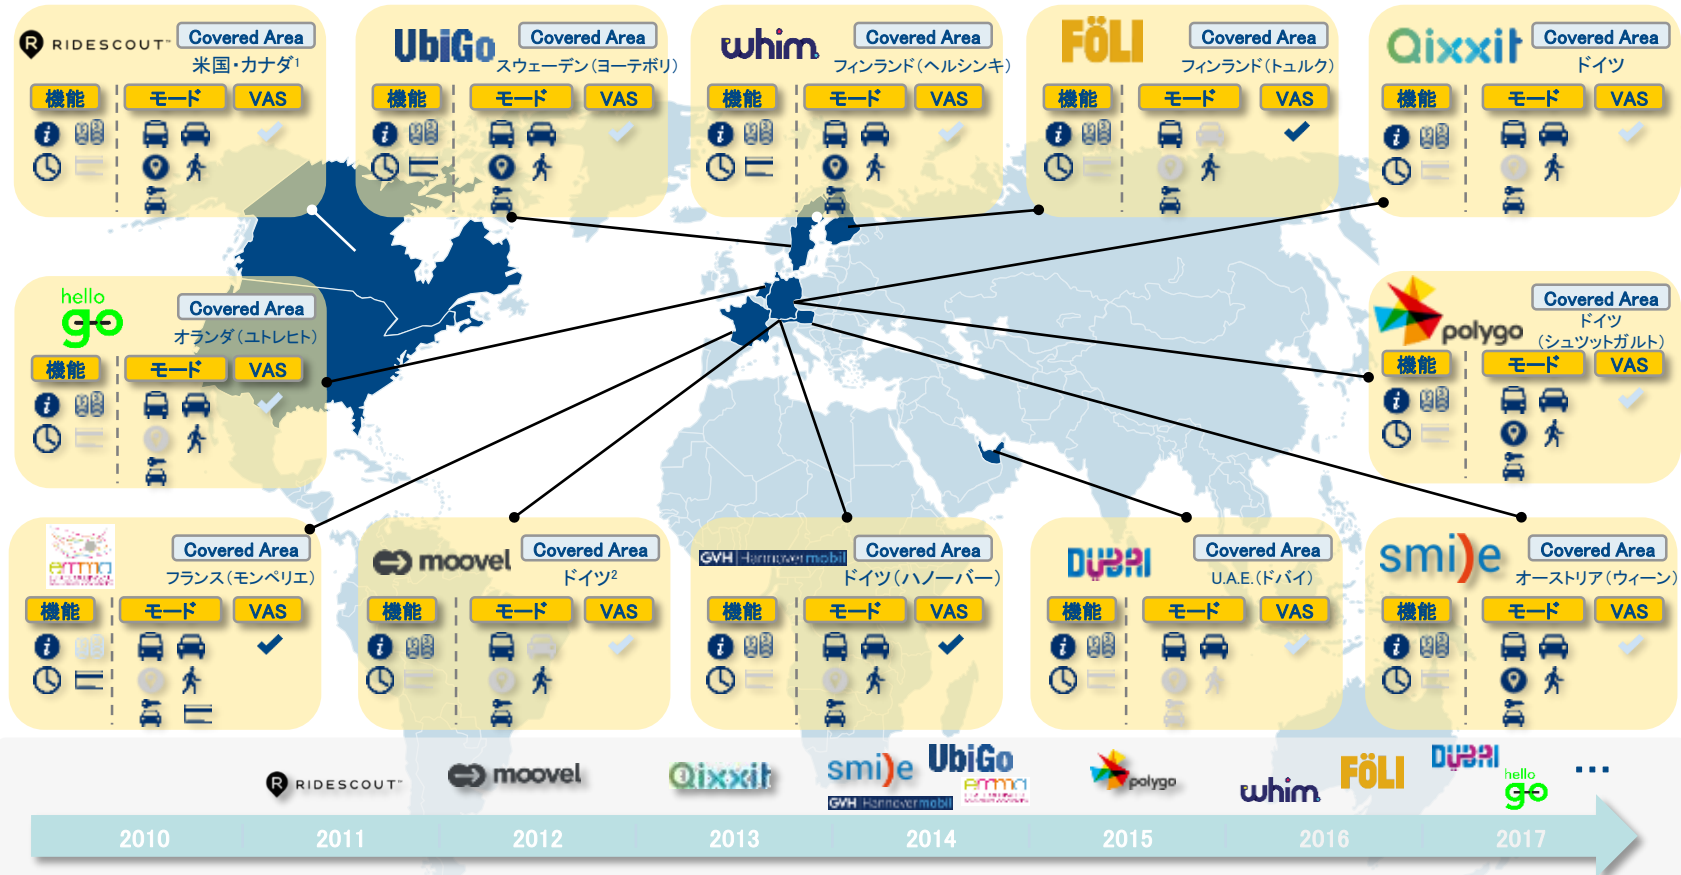 RIDESCOUT™
Covered Area
米国・カナダ¹
機能
モード
VAS
UbiGo
Covered Area
スウェーデン(ヨーテボリ)
機能
モード
VAS
whim
Covered Area
フィンランド(ヘルシンキ)
機能
モード
VAS
FÖLI
Covered Area
フィンランド(トュルク)
機能
モード
VAS
Qixxit
Covered Area
ドイツ
機能
モード
VAS
hello
go
Covered Area
オランダ(ユトレヒト)
機能
モード
VAS
polygo
Covered Area
ドイツ
(シュツットガルト)
機能
モード
VAS
emma
Covered Area
フランス(モンペリエ)
機能
モード
VAS
moovel
Covered Area
ドイツ²
機能
モード
VAS
GVH Hannovermobil
Covered Area
ドイツ(ハノーバー)
機能
モード
VAS
DUBAI
Covered Area
U.A.E.(ドバイ)
機能
モード
VAS
smile
Covered Area
オーストリア(ウィーン)
機能
モード
VAS
RIDESCOUT™
moovel
Qixxit
smile
GVH Hannovermobil
UbiGo
emma
polygo
whim
FÖLI
DUBAI
hello
go
...
2010
2011
2012
2013
2014
2015
2016
2017